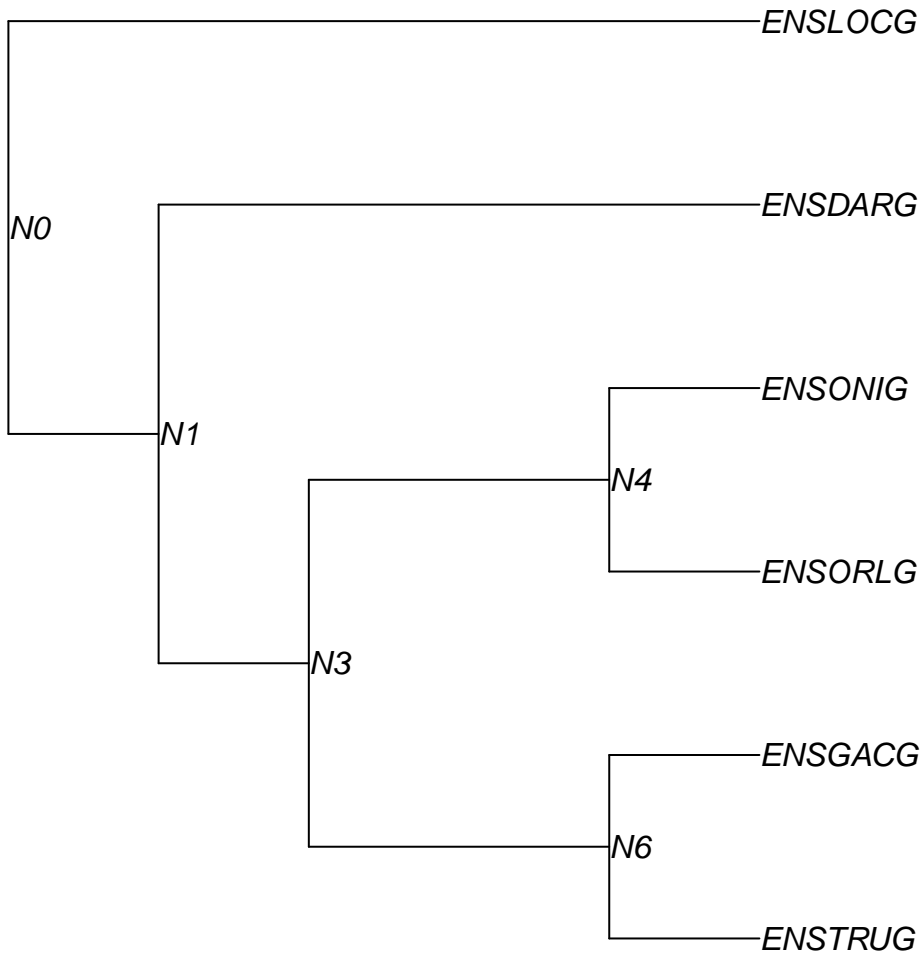 ENSLOCG
ENSDARG
N0
ENSONIG
N1
N4
ENSORLG
N3
ENSGACG
N6
ENSTRUG